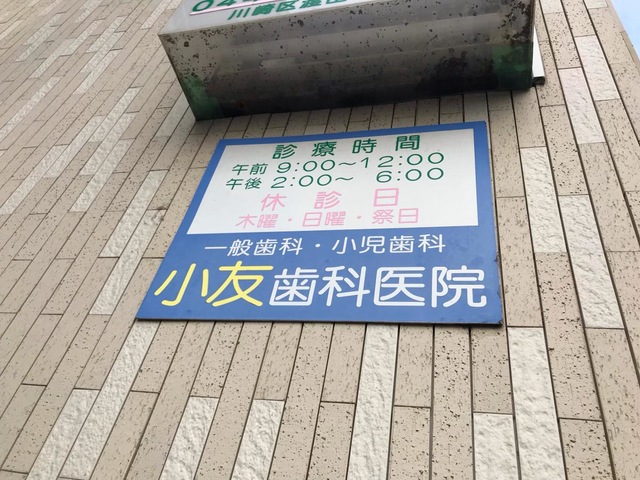 川崎区渡田
診療時間
午前 9:00～12:00
午後 2:00～ 6:00
休診日
木曜・日曜・祭日
一般歯科・小児歯科
小友歯科医院